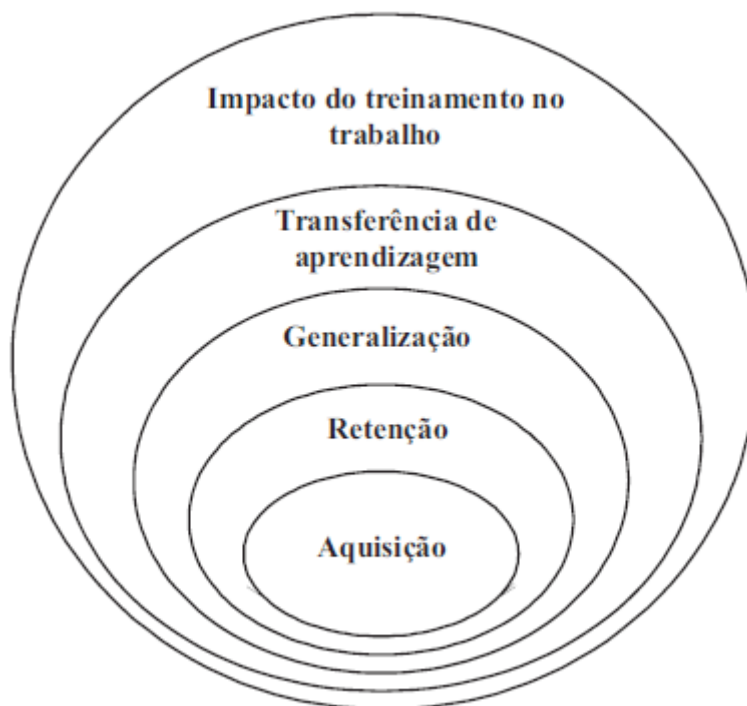 Impacto do treinamento no
trabalho
Transferência de
aprendizagem
Generalização
Retenção
Aquisição